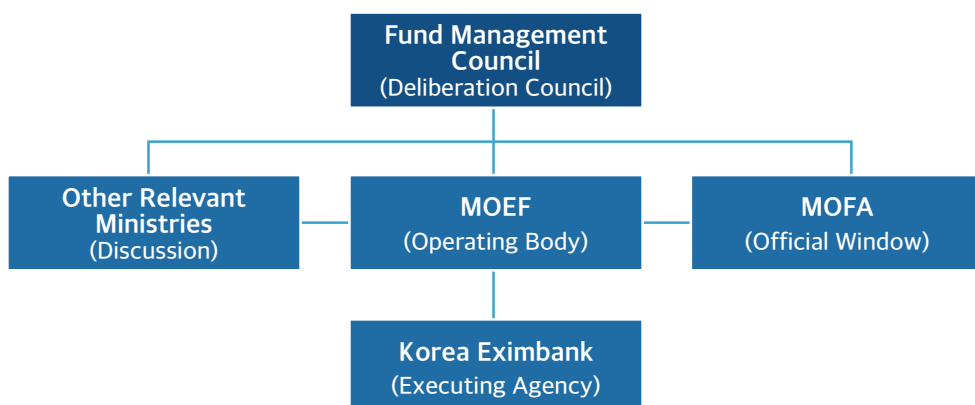 Fund Management
Council
(Deliberation Council)
Other Relevant
Ministries
(Discussion)
MOEF
(Operating Body)
MOFA
(Official Window)
Korea Eximbank
(Executing Agency)